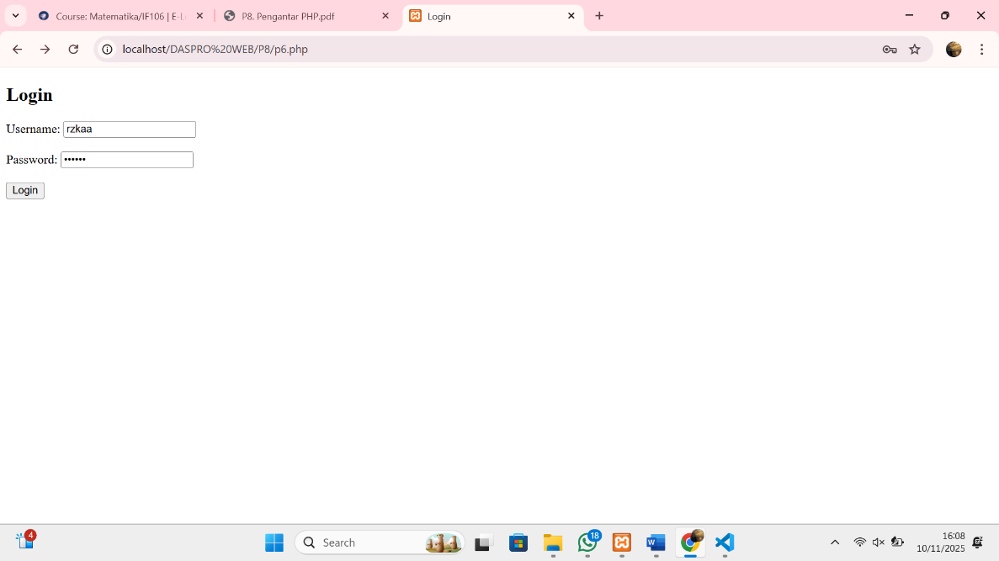 Course: Matematika/IF106 | E-L
P8. Pengantar PHP.pdf
Login
localhost/DASPRO%20WEB/P8/p6.php
Login
Username: rzkaa
Password: ••••••
Login
4
Search
18
16:08
10/11/2025